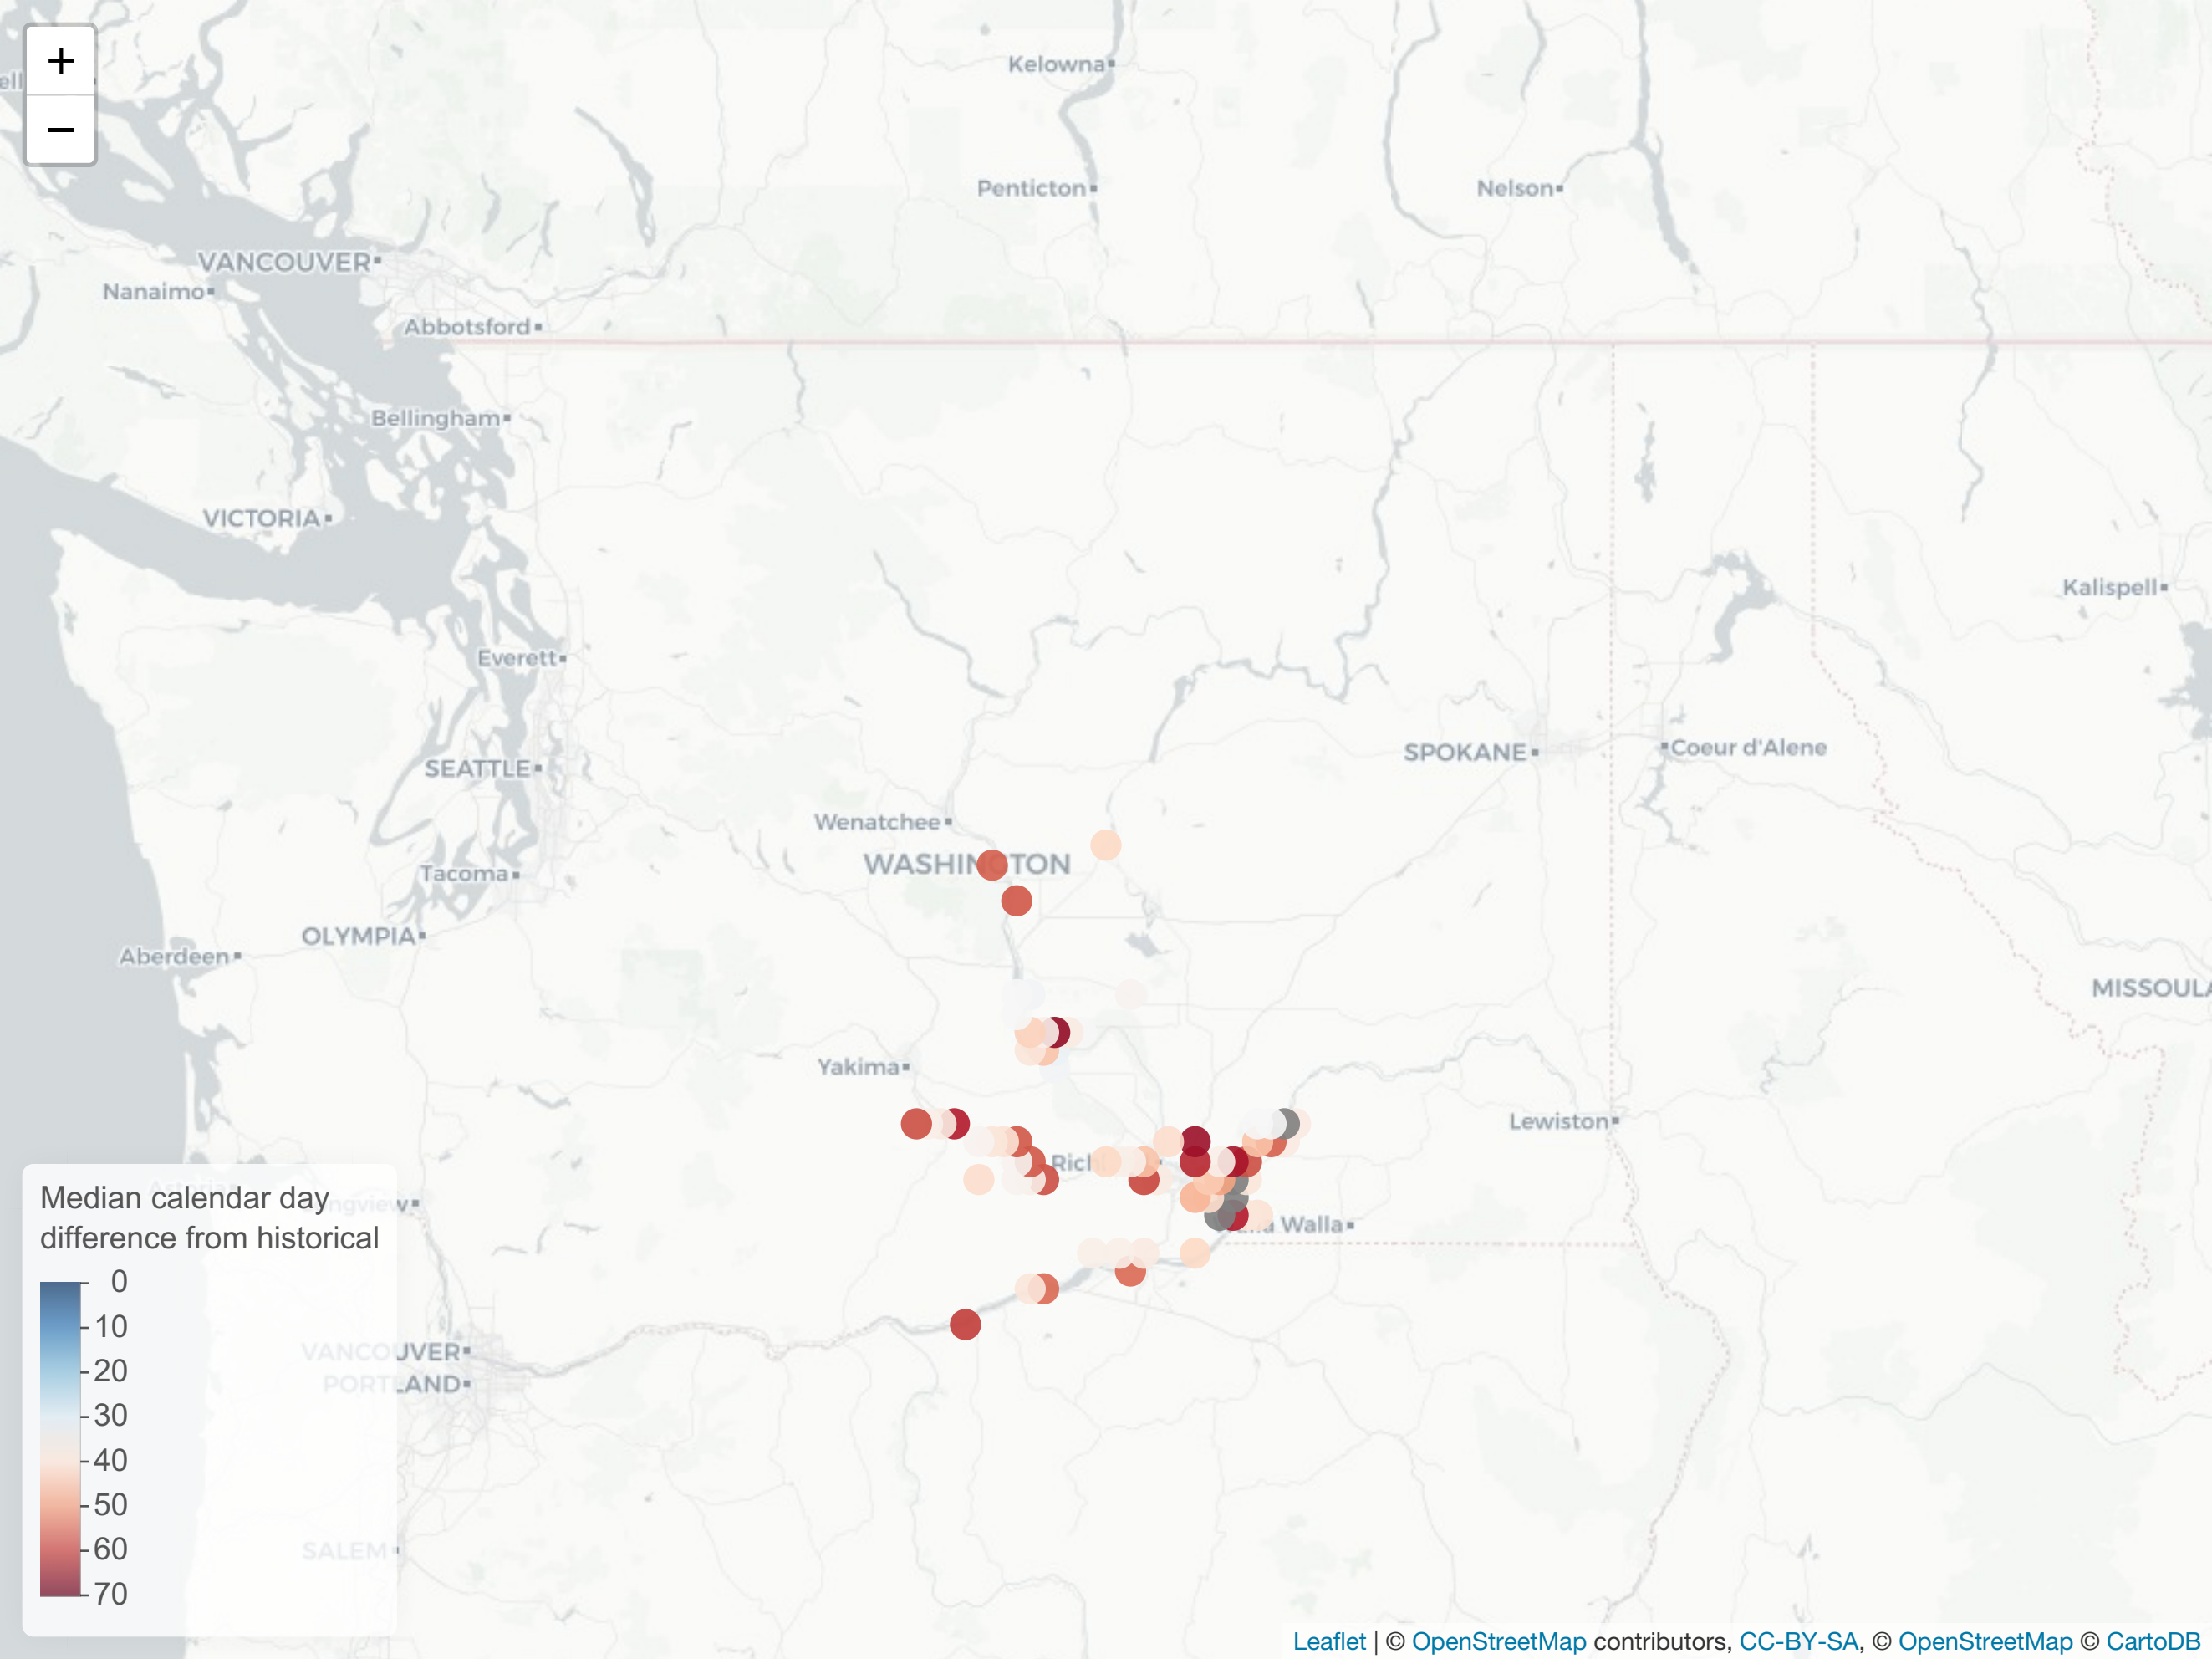 +
Kelowna
−
Penticton
Nelson
VANCOUVER
Nanaimo
Abbotsford
Bellingham
VICTORIA
Kalispell
Everett
SPOKANE
Coeur d'Alene
SEATTLE
Wenatchee
WASHINGTON
Tacoma
OLYMPIA
Aberdeen
MISSOULA
Yakima
Lewiston
Rich
Walla
Median calendar day
difference from historical
0
10
20
30
40
50
60
70
VANCOUVER
PORTLAND
SALEM
Leaflet | © OpenStreetMap contributors, CC-BY-SA, © OpenStreetMap © CartoDB